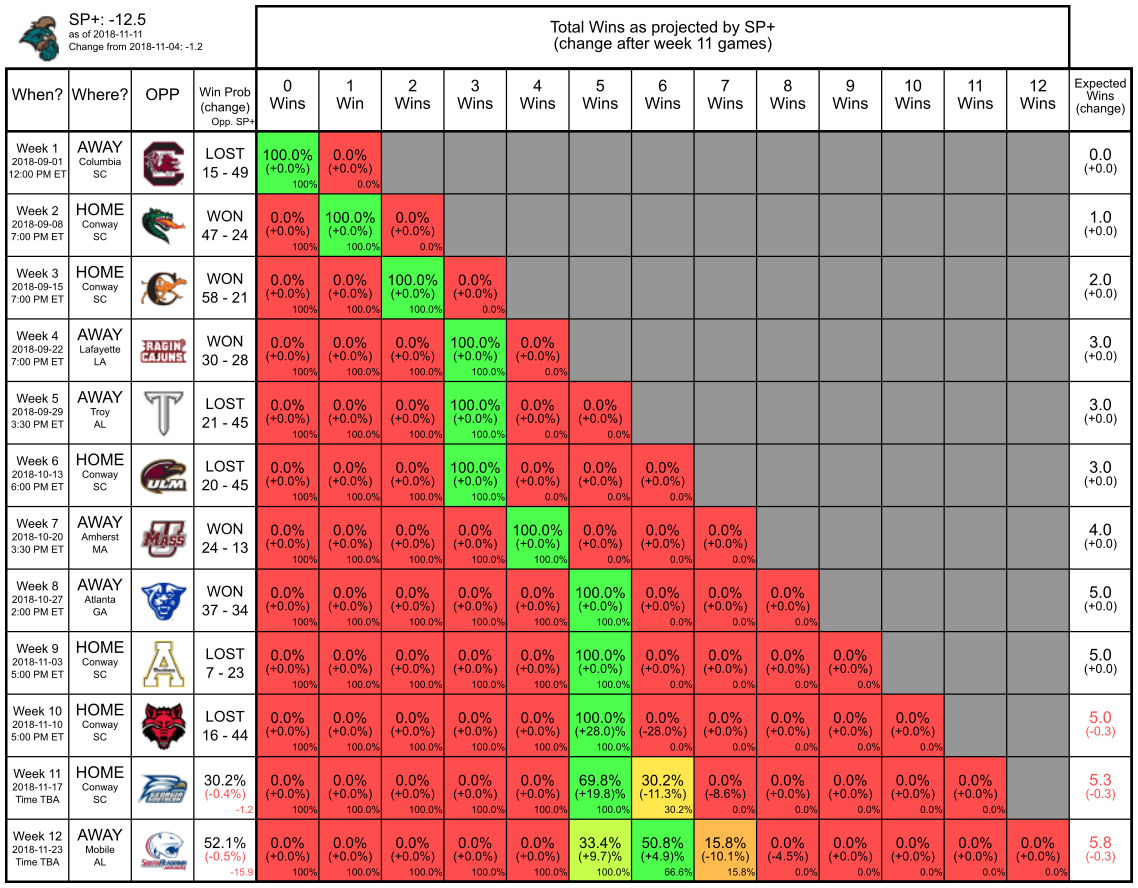 SP+: -12.5
as of 2018-11-11
Change from 2018-11-04: -1.2
Total Wins as projected by SP+
(change after week 11 games)
When? Where? OPP Win Prob (change) Opp. SP+ 0 Wins 1 Win 2 Wins 3 Wins 4 Wins 5 Wins 6 Wins 7 Wins 8 Wins 9 Wins 10 Wins 11 Wins 12 Wins Expected Wins (change)
Week 1 AWAY LOST 100.0% 0.0% 0.0
2018-09-01 Columbia 15 - 49 (+0.0%) (+0.0%) (+0.0)
12:00 PM ET SC 100% 0.0%
Week 2 HOME WON 0.0% 100.0% 0.0% 1.0
2018-09-08 Conway 47 - 24 (+0.0%) (+0.0%) (+0.0%) (+0.0)
7:00 PM ET SC 100% 100.0% 0.0%
Week 3 HOME WON 0.0% 0.0% 100.0% 0.0% 2.0
2018-09-15 Conway 58 - 21 (+0.0%) (+0.0%) (+0.0%) (+0.0%) (+0.0)
7:00 PM ET SC 100% 100.0% 100.0% 0.0%
Week 4 AWAY RAGIN' WON 0.0% 0.0% 0.0% 100.0% 0.0% 3.0
2018-09-22 Lafayette CAJUNS 30 - 28 (+0.0%) (+0.0%) (+0.0%) (+0.0%) (+0.0%) (+0.0)
7:00 PM ET LA 100% 100.0% 100.0% 100.0% 0.0%
Week 5 AWAY LOST 0.0% 0.0% 0.0% 100.0% 0.0% 0.0% 3.0
2018-09-29 Troy 21 - 45 (+0.0%) (+0.0%) (+0.0%) (+0.0%) (+0.0%) (+0.0%) (+0.0)
3:30 PM ET AL 100% 100.0% 100.0% 100.0% 0.0% 0.0%
Week 6 HOME LOST 0.0% 0.0% 0.0% 100.0% 0.0% 0.0% 0.0% 3.0
2018-10-13 Conway ULM 20 - 45 (+0.0%) (+0.0%) (+0.0%) (+0.0%) (+0.0%) (+0.0%) (+0.0%) (+0.0)
6:00 PM ET SC 100% 100.0% 100.0% 100.0% 0.0% 0.0% 0.0%
Week 7 AWAY WON 0.0% 0.0% 0.0% 0.0% 100.0% 0.0% 0.0% 0.0% 4.0
2018-10-20 Amherst MASS 24 - 13 (+0.0%) (+0.0%) (+0.0%) (+0.0%) (+0.0%) (+0.0%) (+0.0%) (+0.0%) (+0.0)
3:30 PM ET MA 100% 100.0% 100.0% 100.0% 100.0% 0.0% 0.0% 0.0%
Week 8 AWAY WON 0.0% 0.0% 0.0% 0.0% 0.0% 100.0% 0.0% 0.0% 0.0% 5.0
2018-10-27 Atlanta 37 - 34 (+0.0%) (+0.0%) (+0.0%) (+0.0%) (+0.0%) (+0.0%) (+0.0%) (+0.0%) (+0.0%) (+0.0)
2:00 PM ET GA 100% 100.0% 100.0% 100.0% 100.0% 100.0% 0.0% 0.0% 0.0%
Week 9 HOME A LOST 0.0% 0.0% 0.0% 0.0% 0.0% 100.0% 0.0% 0.0% 0.0% 0.0% 5.0
2018-11-03 Conway 7 - 23 (+0.0%) (+0.0%) (+0.0%) (+0.0%) (+0.0%) (+0.0%) (+0.0%) (+0.0%) (+0.0%) (+0.0%) (+0.0)
5:00 PM ET SC 100% 100.0% 100.0% 100.0% 100.0% 100.0% 0.0% 0.0% 0.0% 0.0%
Week 10 HOME LOST 0.0% 0.0% 0.0% 0.0% 0.0% 100.0% 0.0% 0.0% 0.0% 0.0% 0.0% 5.0
2018-11-10 Conway 16 - 44 (+0.0%) (+0.0%) (+0.0%) (+0.0%) (+0.0%) (+28.0)% (-28.0%) (+0.0%) (+0.0%) (+0.0%) (+0.0%) (-0.3)
5:00 PM ET SC 100% 100.0% 100.0% 100.0% 100.0% 100.0% 0.0% 0.0% 0.0% 0.0% 0.0%
Week 11 HOME 30.2% 0.0% 0.0% 0.0% 0.0% 0.0% 69.8% 30.2% 0.0% 0.0% 0.0% 0.0% 0.0% 5.3
2018-11-17 Conway (-0.4%) (+0.0%) (+0.0%) (+0.0%) (+0.0%) (+0.0%) (+19.8)% (-11.3%) (-8.6%) (+0.0%) (+0.0%) (+0.0%) (+0.0%) (-0.3)
Time TBA SC -1.2 100% 100.0% 100.0% 100.0% 100.0% 100.0% 30.2% 0.0% 0.0% 0.0% 0.0% 0.0%
Week 12 AWAY 52.1% 0.0% 0.0% 0.0% 0.0% 0.0% 33.4% 50.8% 15.8% 0.0% 0.0% 0.0% 0.0% 0.0% 5.8
2018-11-23 Mobile (-0.5%) (+0.0%) (+0.0%) (+0.0%) (+0.0%) (+0.0%) (+9.7)% (+4.9)% (-10.1%) (-4.5%) (+0.0%) (+0.0%) (+0.0%) (+0.0%) (-0.3)
Time TBA AL -15.9 100% 100.0% 100.0% 100.0% 100.0% 100.0% 66.6% 15.8% 0.0% 0.0% 0.0% 0.0% 0.0%